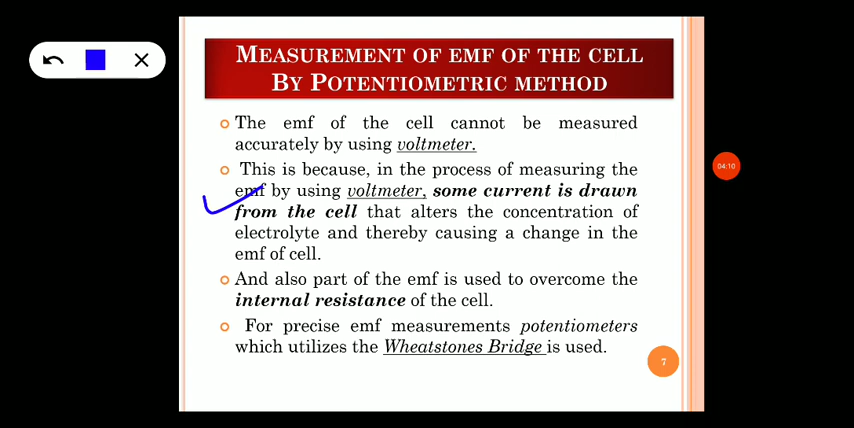 MEASUREMENT OF EMF OF THE CELL
BY POTENTIOMETRIC METHOD
The emf of the cell cannot be measured
accurately by using voltmeter.
This is because, in the process of measuring the
emf by using voltmeter, some current is drawn
from the cell that alters the concentration of
electrolyte and thereby causing a change in the
emf of cell.
And also part of the emf is used to overcome the
internal resistance of the cell.
For precise emf measurements potentiometers
which utilizes the Wheatstones Bridge is used.
7
04:10